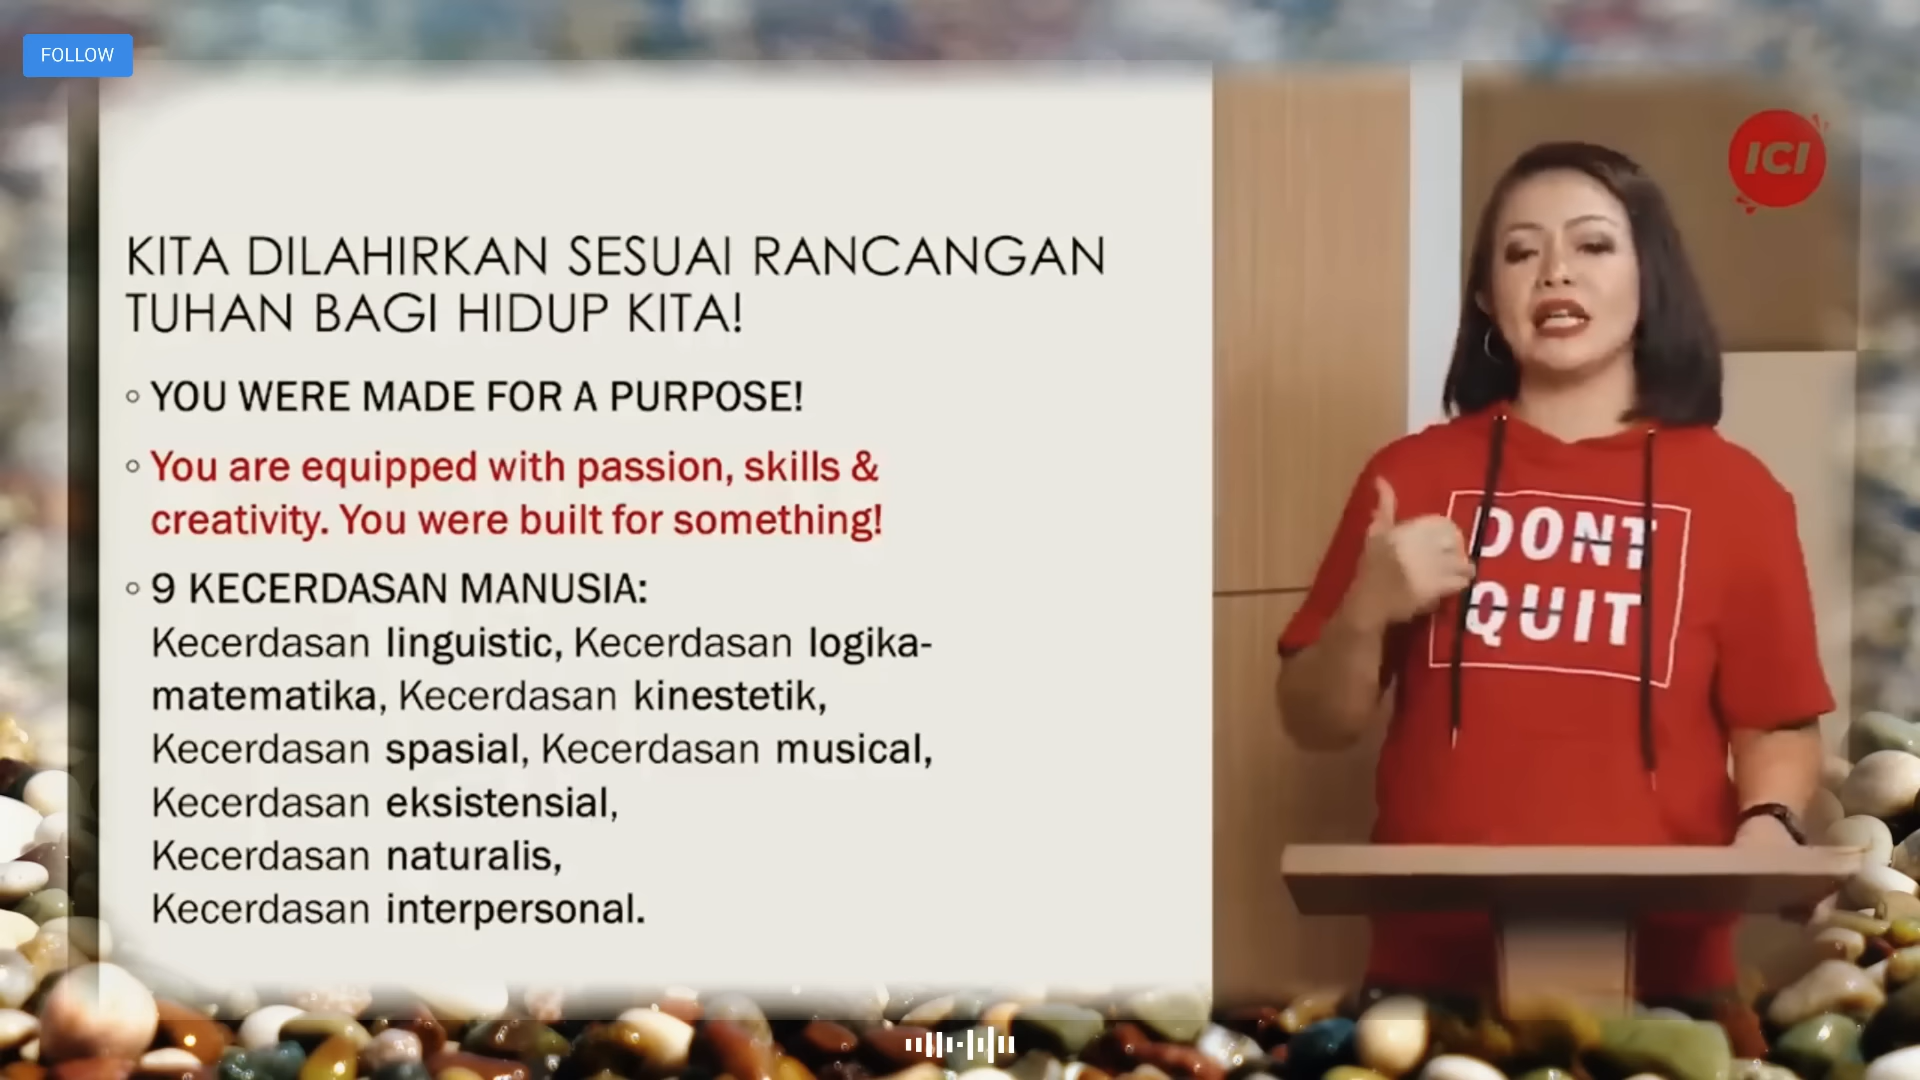 FOLLOW
ICI
KITA DILAHIRKAN SESUAI RANCANGAN
TUHAN BAGI HIDUP KITA!
YOU WERE MADE FOR A PURPOSE!
You are equipped with passion, skills &
creativity. You were built for something!
9 KECERDASAN MANUSIA:
Kecerdasan linguistic, Kecerdasan logika-
matematika, Kecerdasan kinestetik,
Kecerdasan spasial, Kecerdasan musical,
Kecerdasan eksistensial,
Kecerdasan naturalis,
Kecerdasan interpersonal.
DONT
QUIT